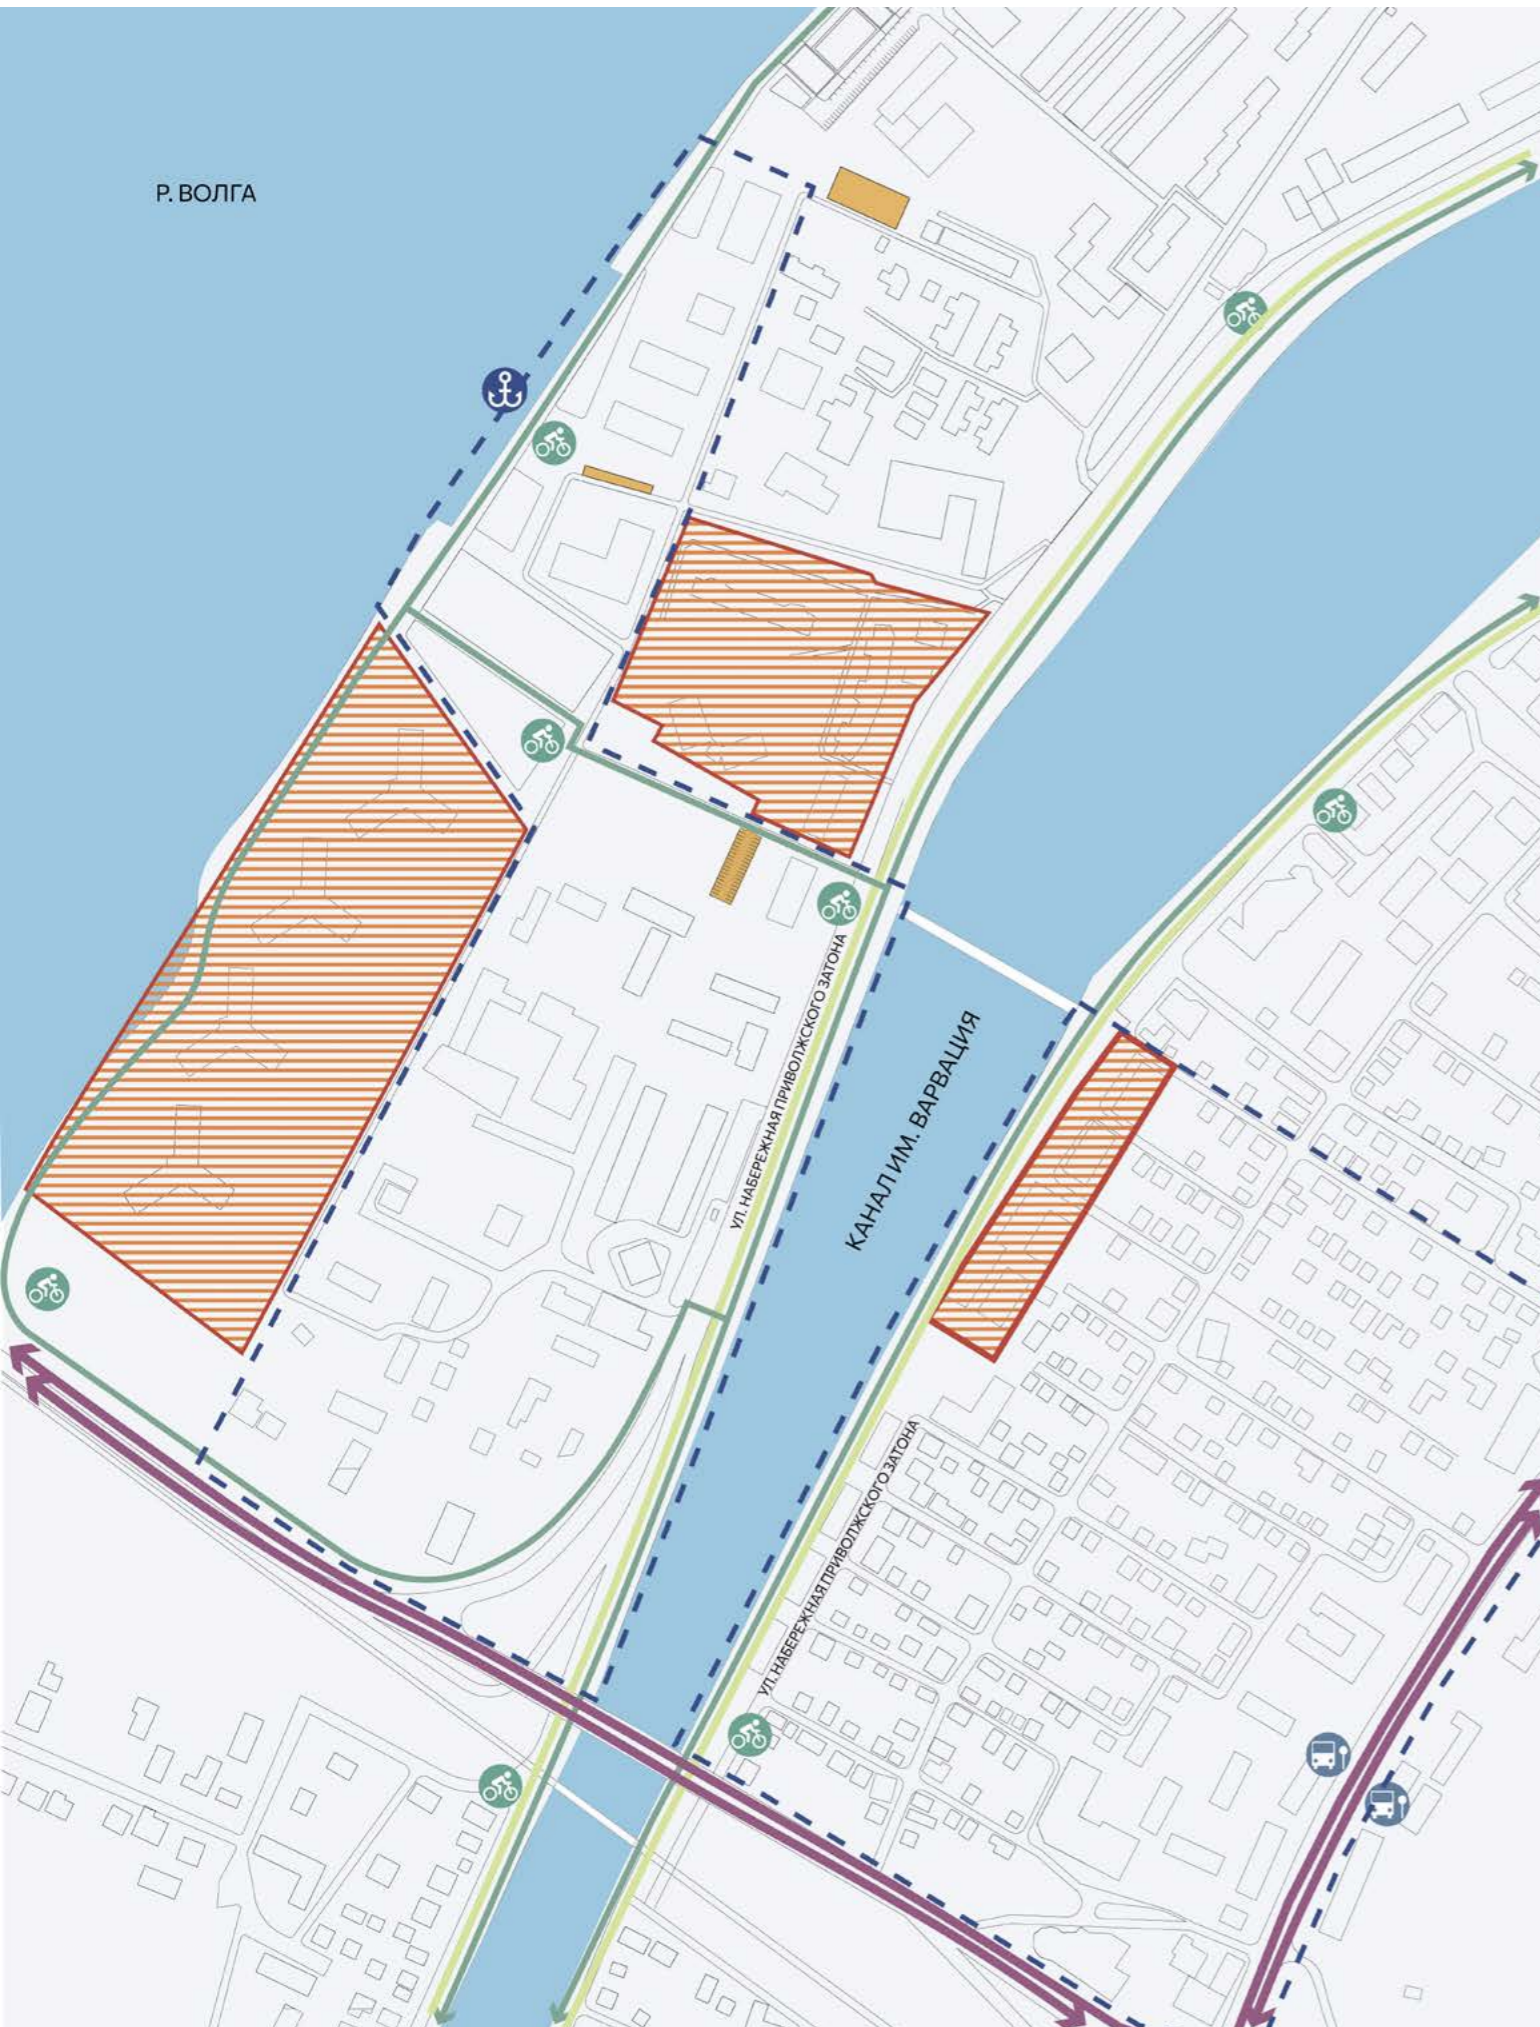 Р. ВОЛГА
УЛ. НАБЕРЕЖНАЯ ПРИВОЛЖСКОГО ЗАТОНА
КАНАЛ ИМ. ВАРВАЦИЯ
УЛ. НАБЕРЕЖНАЯ ПРИВОЛЖСКОГО ЗАТОНА